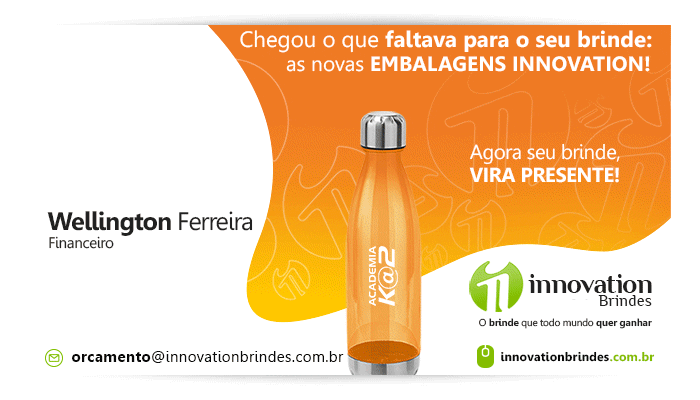 Chegou o que faltava para o seu brinde:
as novas EMBALAGENS INNOVATION!
Agora seu brinde,
VIRA PRESENTE!
Wellington Ferreira
Financeiro
ACADEMIA
K@2
innovation
Brindes
O brinde que todo mundo quer ganhar
orcamento@innovationbrindes.com.br
innovationbrindes.com.br